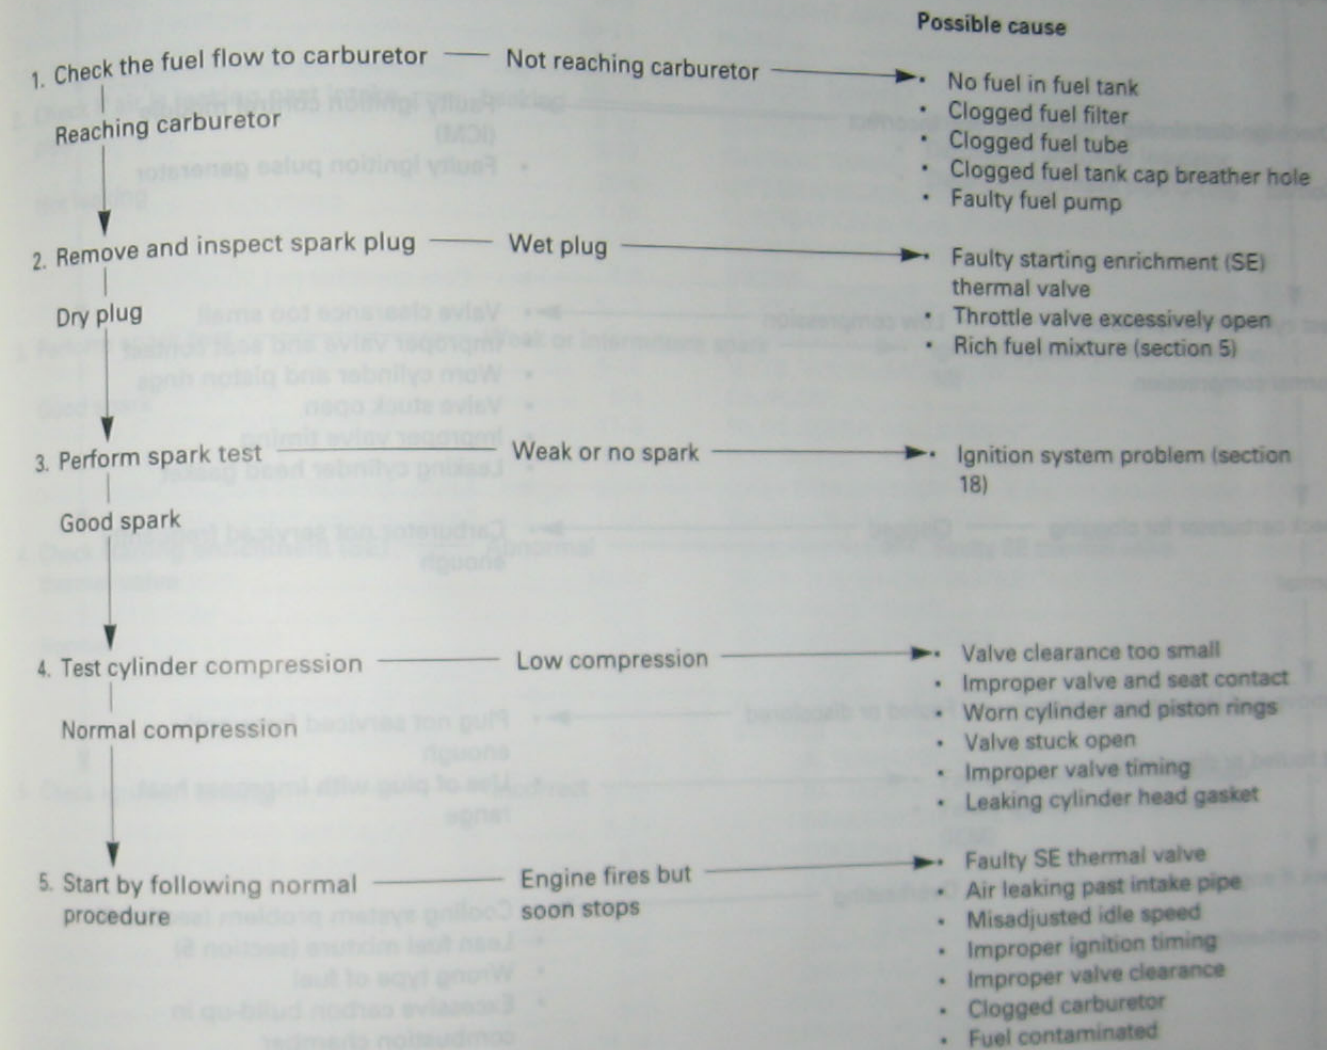 Possible cause
1. Check the fuel flow to carburetor
Not reaching carburetor
• No fuel in fuel tank
• Clogged fuel filter
• Clogged fuel tube
• Clogged fuel tank cap breather hole
• Faulty fuel pump
Reaching carburetor
2. Remove and inspect spark plug
Wet plug
• Faulty starting enrichment (SE)
thermal valve
• Throttle valve excessively open
• Rich fuel mixture (section 5)
Dry plug
3. Perform spark test
Weak or no spark
• Ignition system problem (section
18)
Good spark
4. Test cylinder compression
Low compression
• Valve clearance too small
• Improper valve and seat contact
• Worn cylinder and piston rings
• Valve stuck open
• Improper valve timing
• Leaking cylinder head gasket
Normal compression
5. Start by following normal
procedure
Engine fires but
soon stops
• Faulty SE thermal valve
• Air leaking past intake pipe
• Misadjusted idle speed
• Improper ignition timing
• Improper valve clearance
• Clogged carburetor
• Fuel contaminated